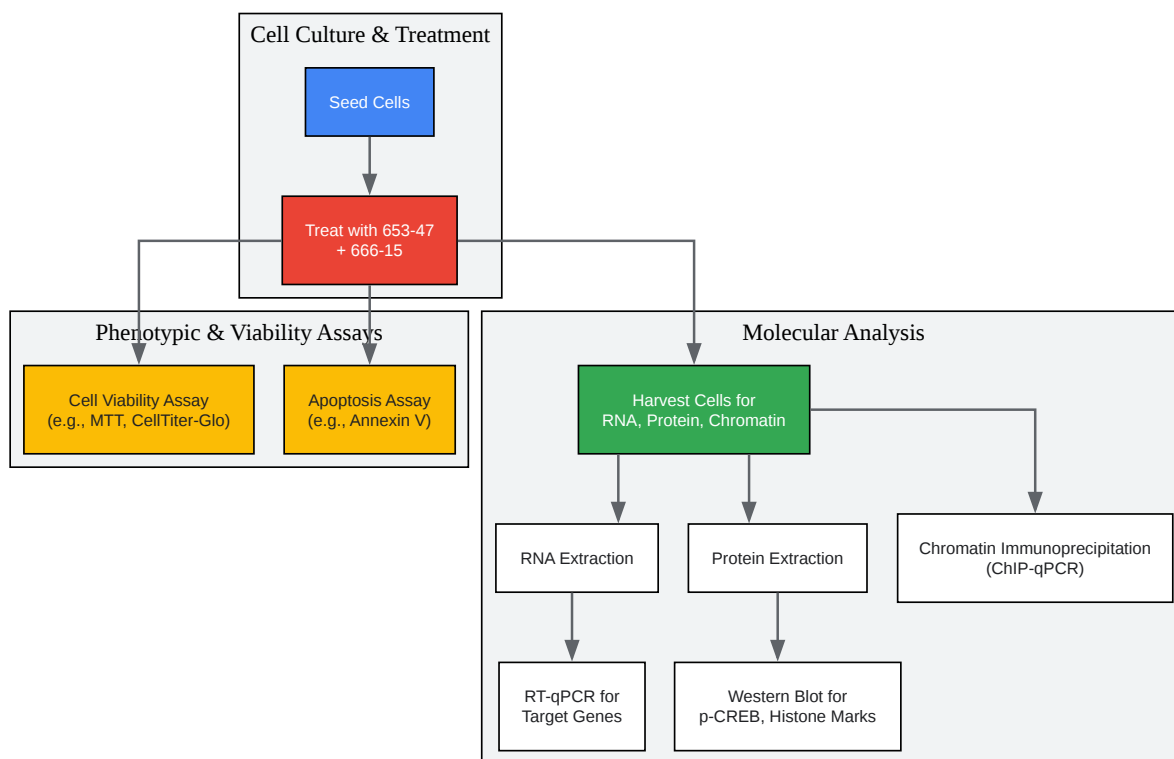 Cell Culture & Treatment
Seed Cells
Treat with 653-47
+ 666-15
Phenotypic & Viability Assays
Cell Viability Assay
(e.g., MTT, CellTiter-Glo)
Apoptosis Assay
(e.g., Annexin V)
Molecular Analysis
Harvest Cells for
RNA, Protein, Chromatin
RNA Extraction
Protein Extraction
Chromatin Immunoprecipitation
(ChIP-qPCR)
RT-qPCR for
Target Genes
Western Blot for
p-CREB, Histone Marks